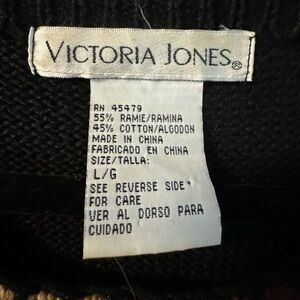 VICTORIA JONES®
RN 45479
55% RAMIE/RAMINA
45% COTTON/ALGODON
MADE IN CHINA
FABRICADO EN CHINA
SIZE/TALLA:
L/G
SEE REVERSE SIDE
FOR CARE
VER AL DORSO PARA
CUIDADO